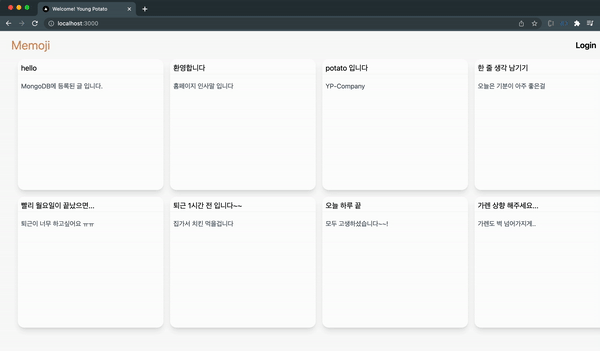 Welcome! Young Potato
localhost:3000
Memoji
Login
hello
MongoDB에 등록된 글 입니다.
환영합니다
홈페이지 인사말 입니다
potato 입니다
YP-Company
한 줄 생각 남기기
오늘은 기분이 아주 좋은걸
빨리 월요일이 끝났으면...
퇴근이 너무 하고싶어요 ㅠㅠ
퇴근 1시간 전 입니다~~
집가서 치킨 먹을겁니다
오늘 하루 끝
모두 고생하셨습니다~~!
가렌 상향 해주세요...
가렌도 벽 넘어가지게..